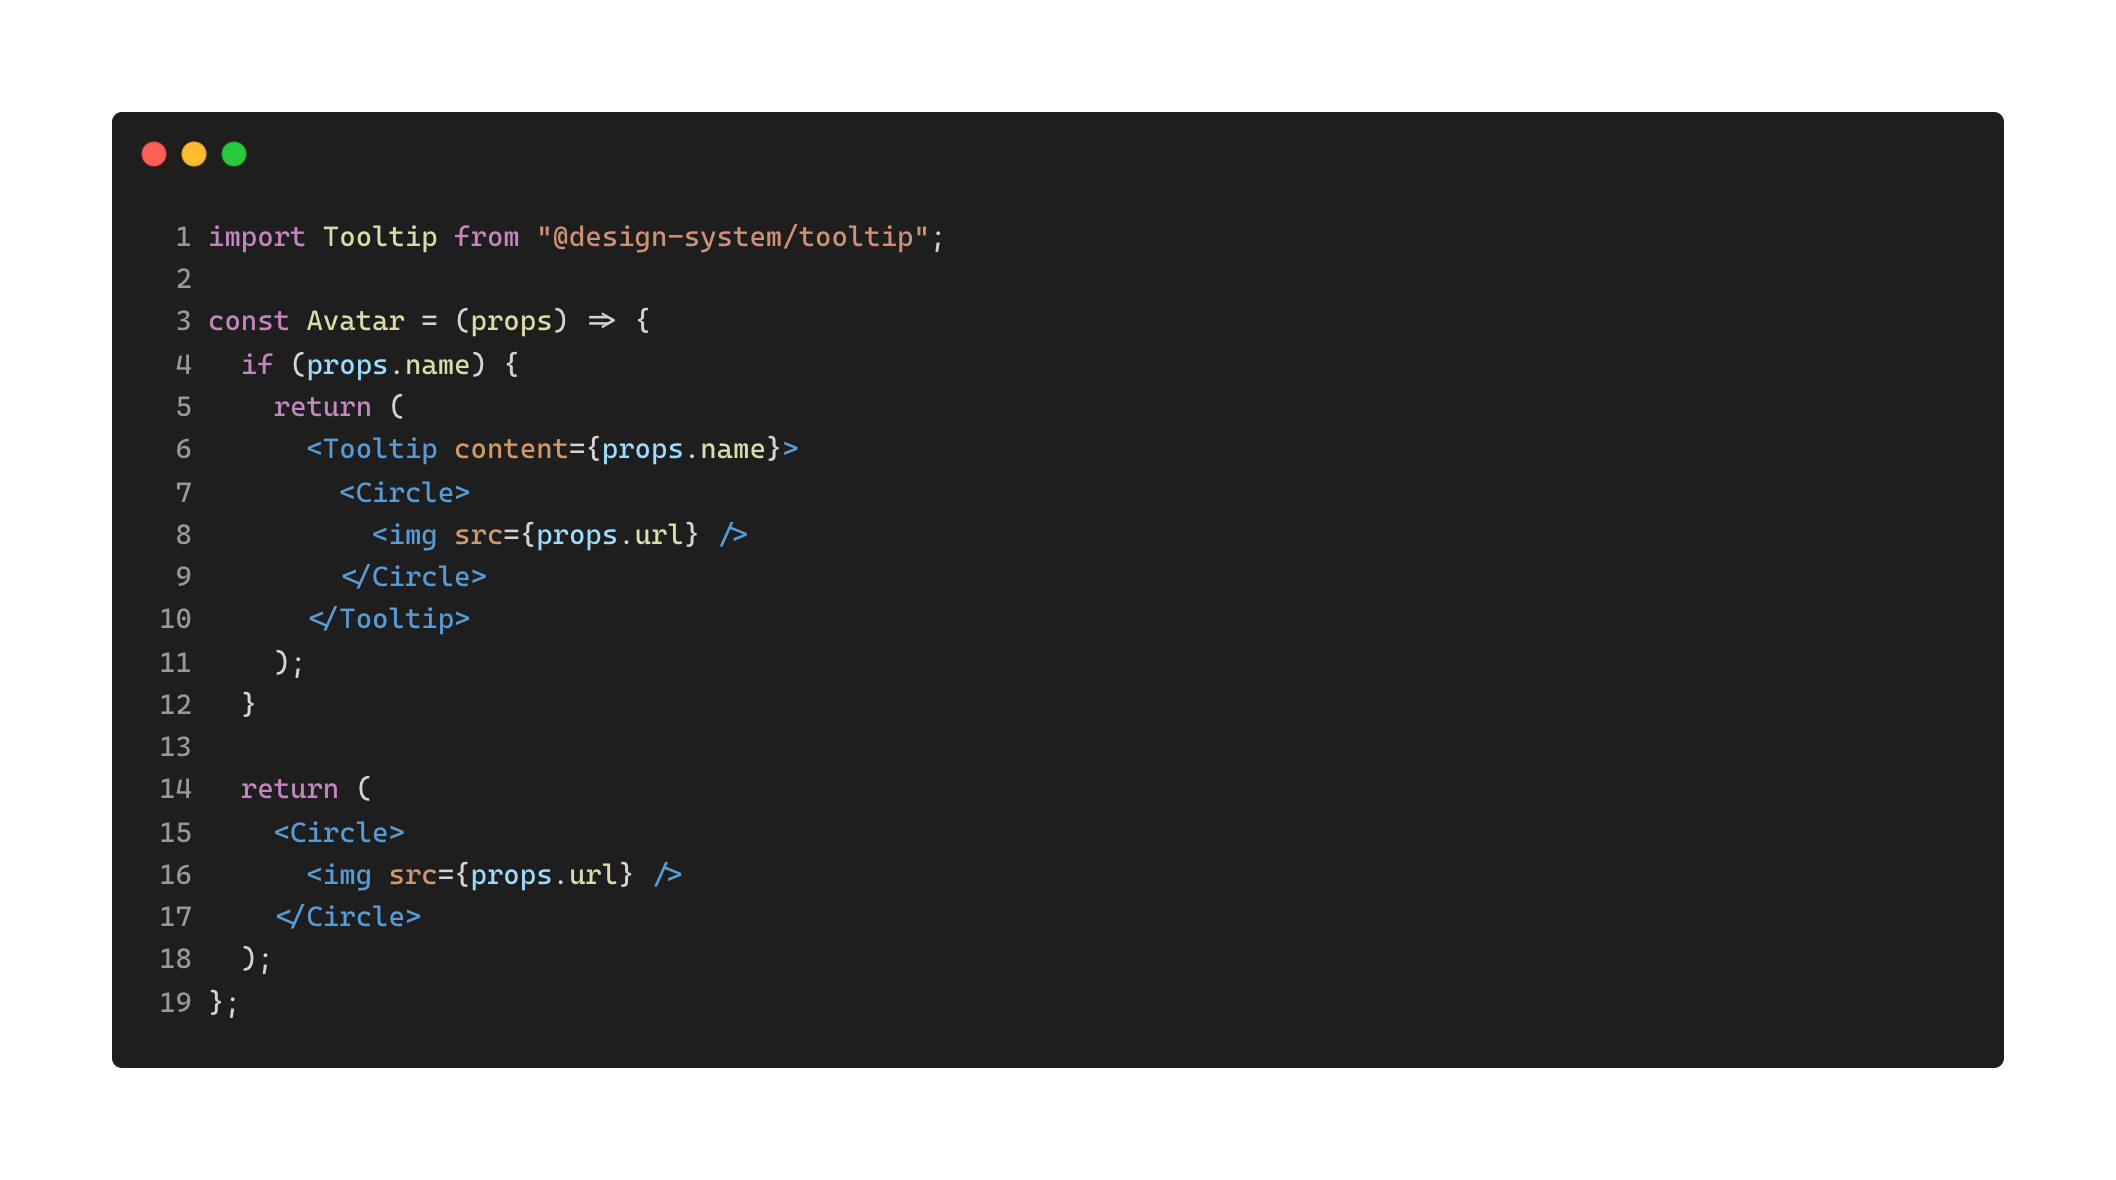 1 import Tooltip from "@design-system/tooltip";
2
3 const Avatar = (props) => {
4   if (props.name) {
5     return (
6       <Tooltip content={props.name}>
7         <Circle>
8           <img src={props.url} />
9         </Circle>
10       </Tooltip>
11     );
12   }
13
14   return (
15     <Circle>
16       <img src={props.url} />
17     </Circle>
18   );
19 };